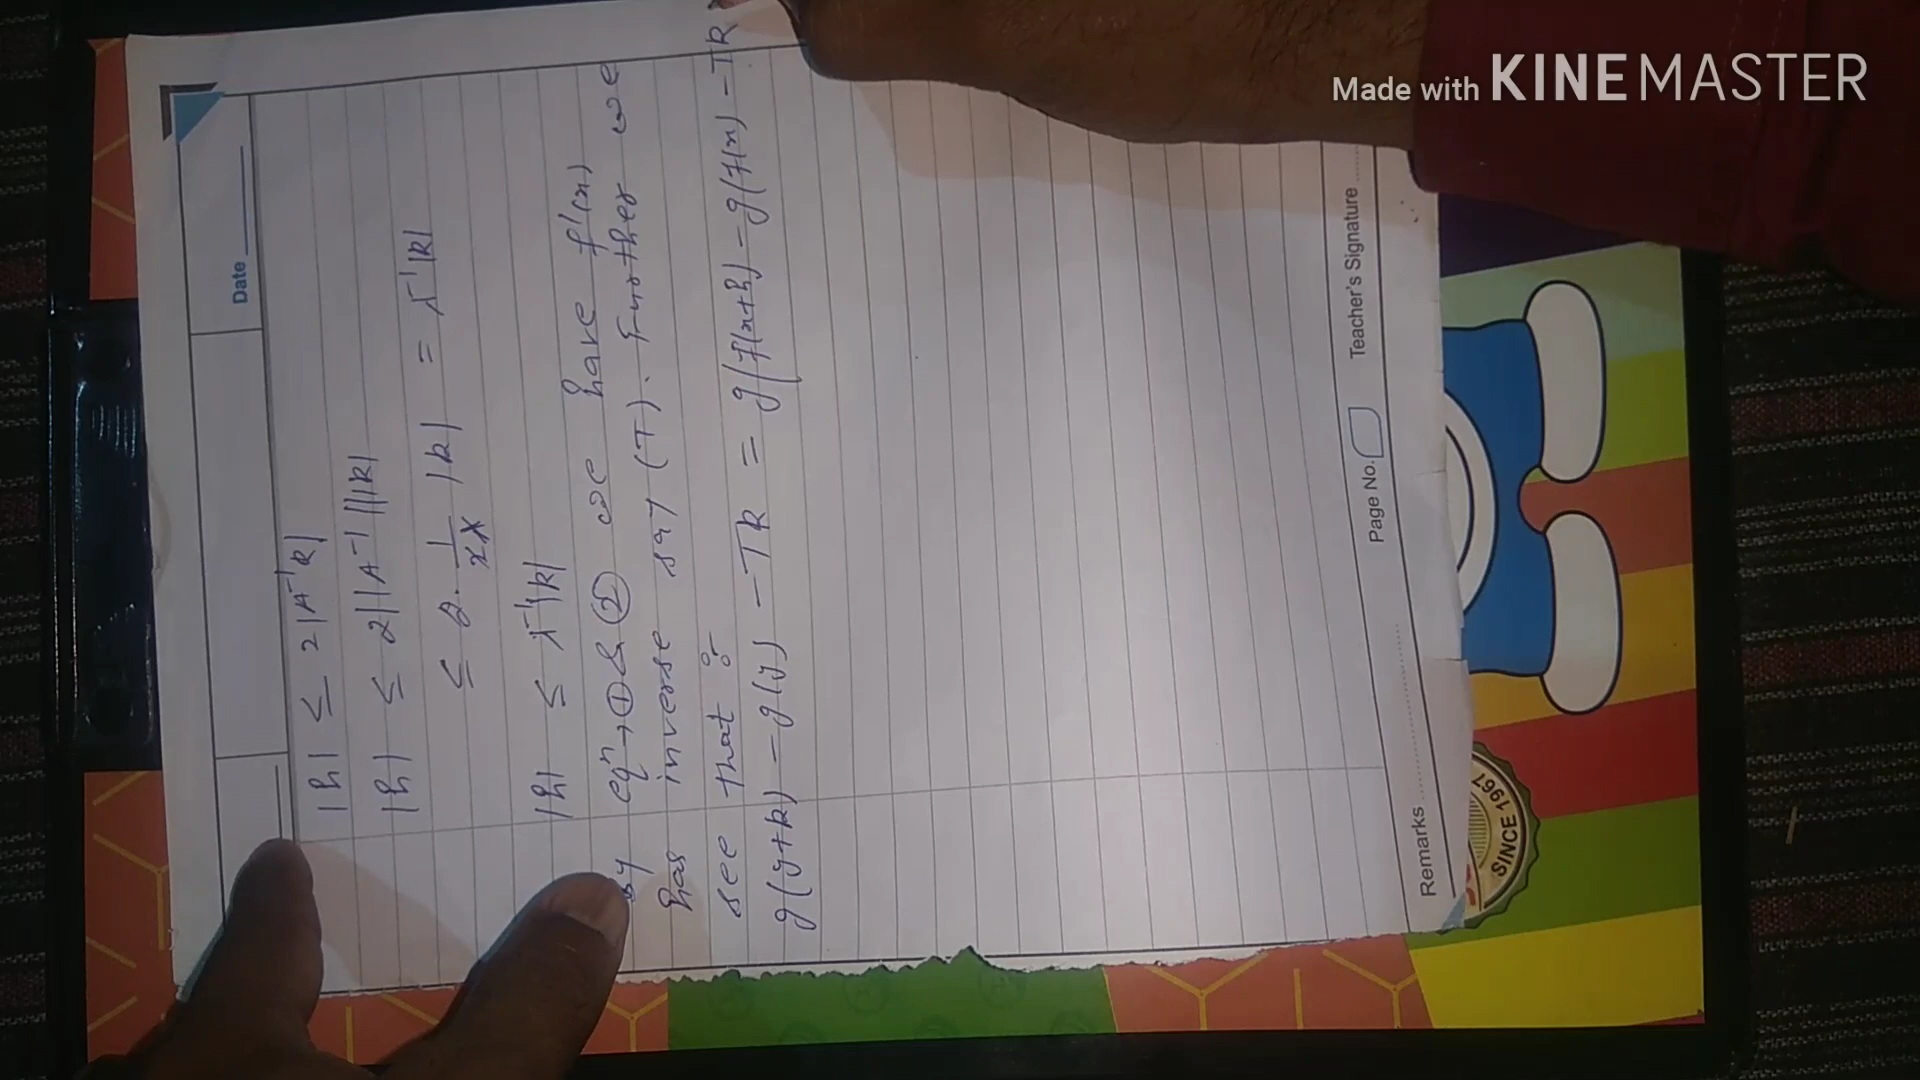 Made with KINEMASTER
Date
|h| ≤ 2|A⁻¹k|
|h| ≤ 2||A⁻¹|||k|
≤ 2 · 1/2λ |k| = λ⁻¹|k|
|h| ≤ λ⁻¹|k|
By eqⁿ → ① & ② we have f'(x)
has inverse say (T). Further we
see that :
g(y+k) - g(y) - Tk = g(f(x+h) - g(f(x) - Tk
Remarks
Page No.
Teacher's Signature
SINCE 1967